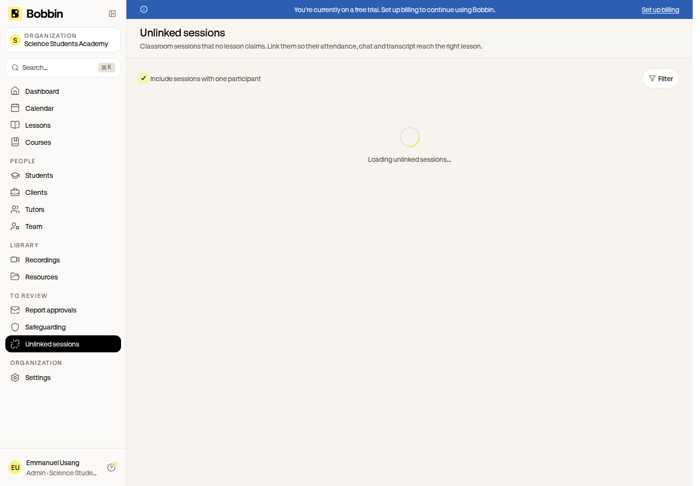 Bobbin
S
ORGANIZATION
Science Students Academy
Search...
⌘ K
Dashboard
Calendar
Lessons
Courses
PEOPLE
Students
Clients
Tutors
Team
LIBRARY
Recordings
Resources
TO REVIEW
Report approvals
Safeguarding
Unlinked sessions
ORGANIZATION
Settings
EU
Emmanuel Usang
Admin · Science Stude...
You're currently on a free trial. Set up billing to continue using Bobbin.
Set up billing
Unlinked sessions
Classroom sessions that no lesson claims. Link them so their attendance, chat and transcript reach the right lesson.
Include sessions with one participant
Filter
Loading unlinked sessions...